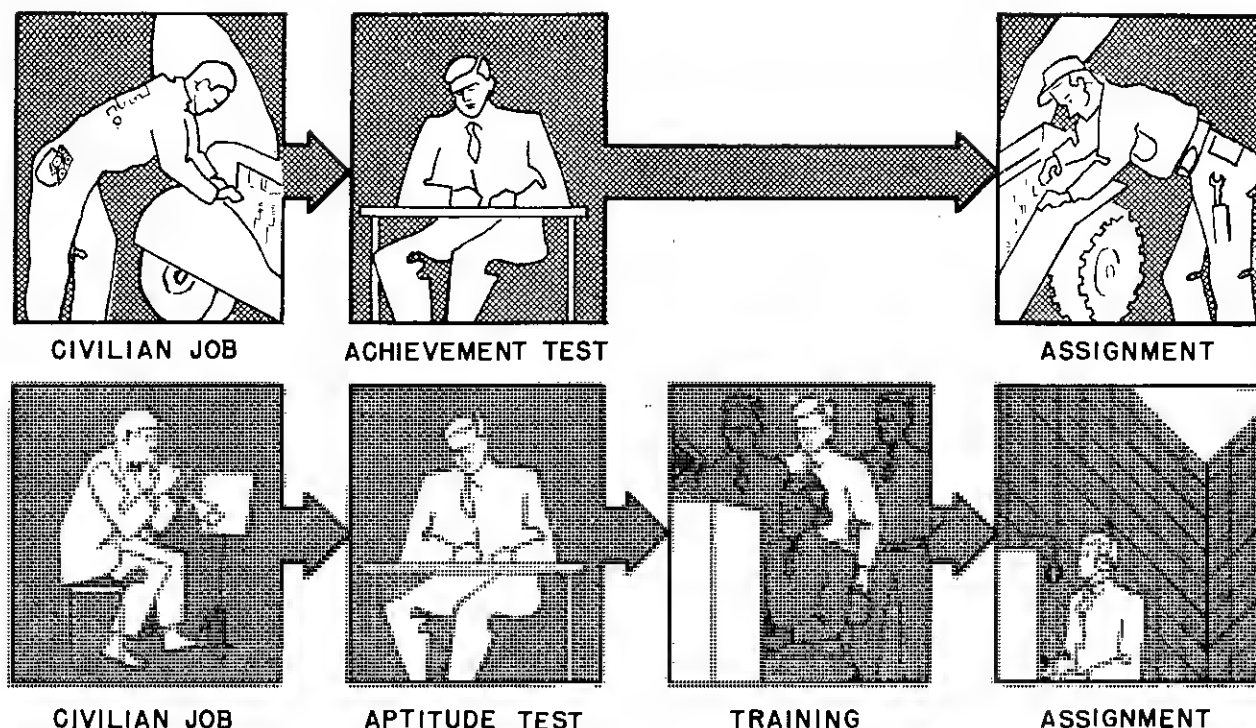 CIVILIAN JOB ACHIEVEMENT TEST ASSIGNMENT
CIVILIAN JOB APTITUDE TEST TRAINING ASSIGNMENT